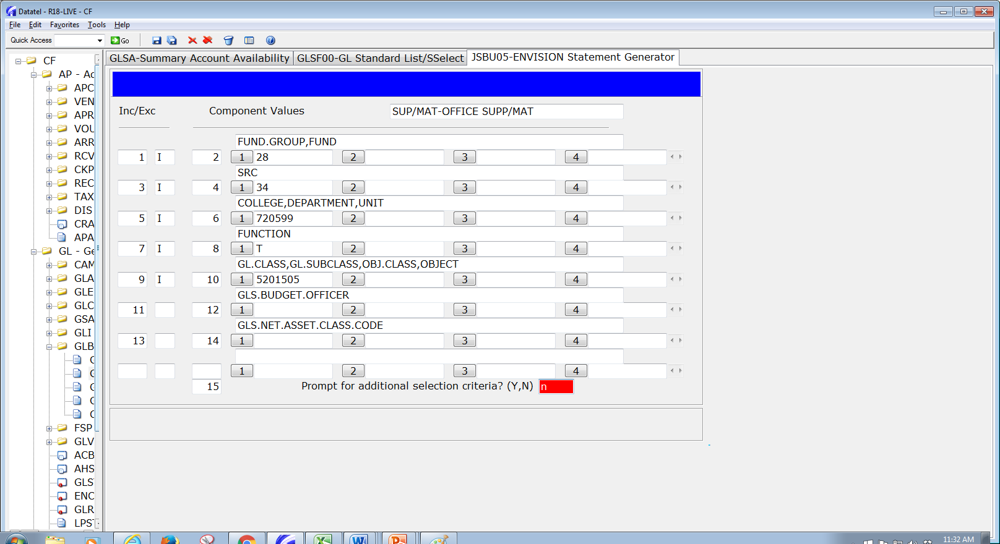 Datatel - R18-LIVE - CF
File Edit Favorites Tools Help
Quick Access Go
CF
AP - Ac
APC
VEN
APR
VOU
ARR
RCV
CKP
REC
TAX
DIS
CRA
APA
GL - Ge
CAM
GLA
GLE
GLC
GSA
GLI
GLB
FSP
GLV
ACB
AHS
GLS
ENC
GLR
LPS
GLSA-Summary Account Availability GLSF00-GL Standard List/SSelect JSBU05-ENVISION Statement Generator
Inc/Exc Component Values SUP/MAT-OFFICE SUPP/MAT
FUND.GROUP,FUND
1 I 2 1 28 2 3 4
SRC
3 I 4 1 34 2 3 4
COLLEGE,DEPARTMENT,UNIT
5 I 6 1 720599 2 3 4
FUNCTION
7 I 8 1 T 2 3 4
GL.CLASS,GL.SUBCLASS,OBJ.CLASS,OBJECT
9 I 10 1 5201505 2 3 4
GLS.BUDGET.OFFICER
11 12 1 2 3 4
GLS.NET.ASSET.CLASS.CODE
13 14 1 2 3 4
1 2 3 4
15 Prompt for additional selection criteria? (Y,N) n
11:32 AM